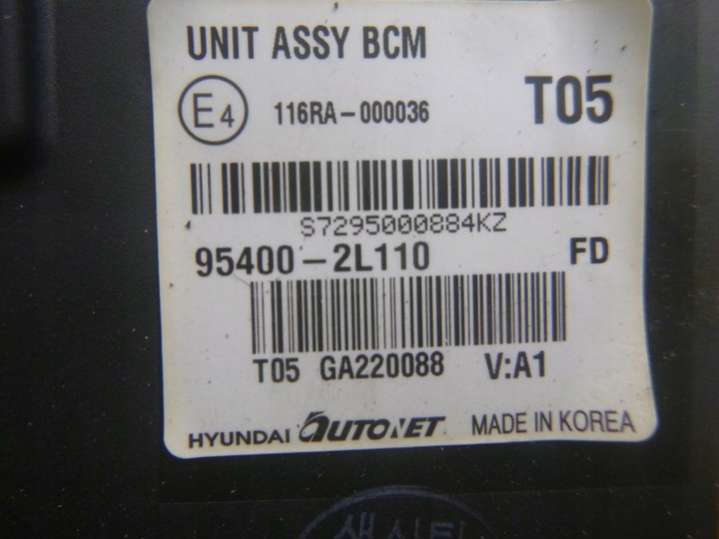 UNIT ASSY BCM
E4 116RA-000036 T05
S7295000884KZ
95400-2L110 FD
T05 GA220088 V:A1
HYUNDAI AUTONET MADE IN KOREA